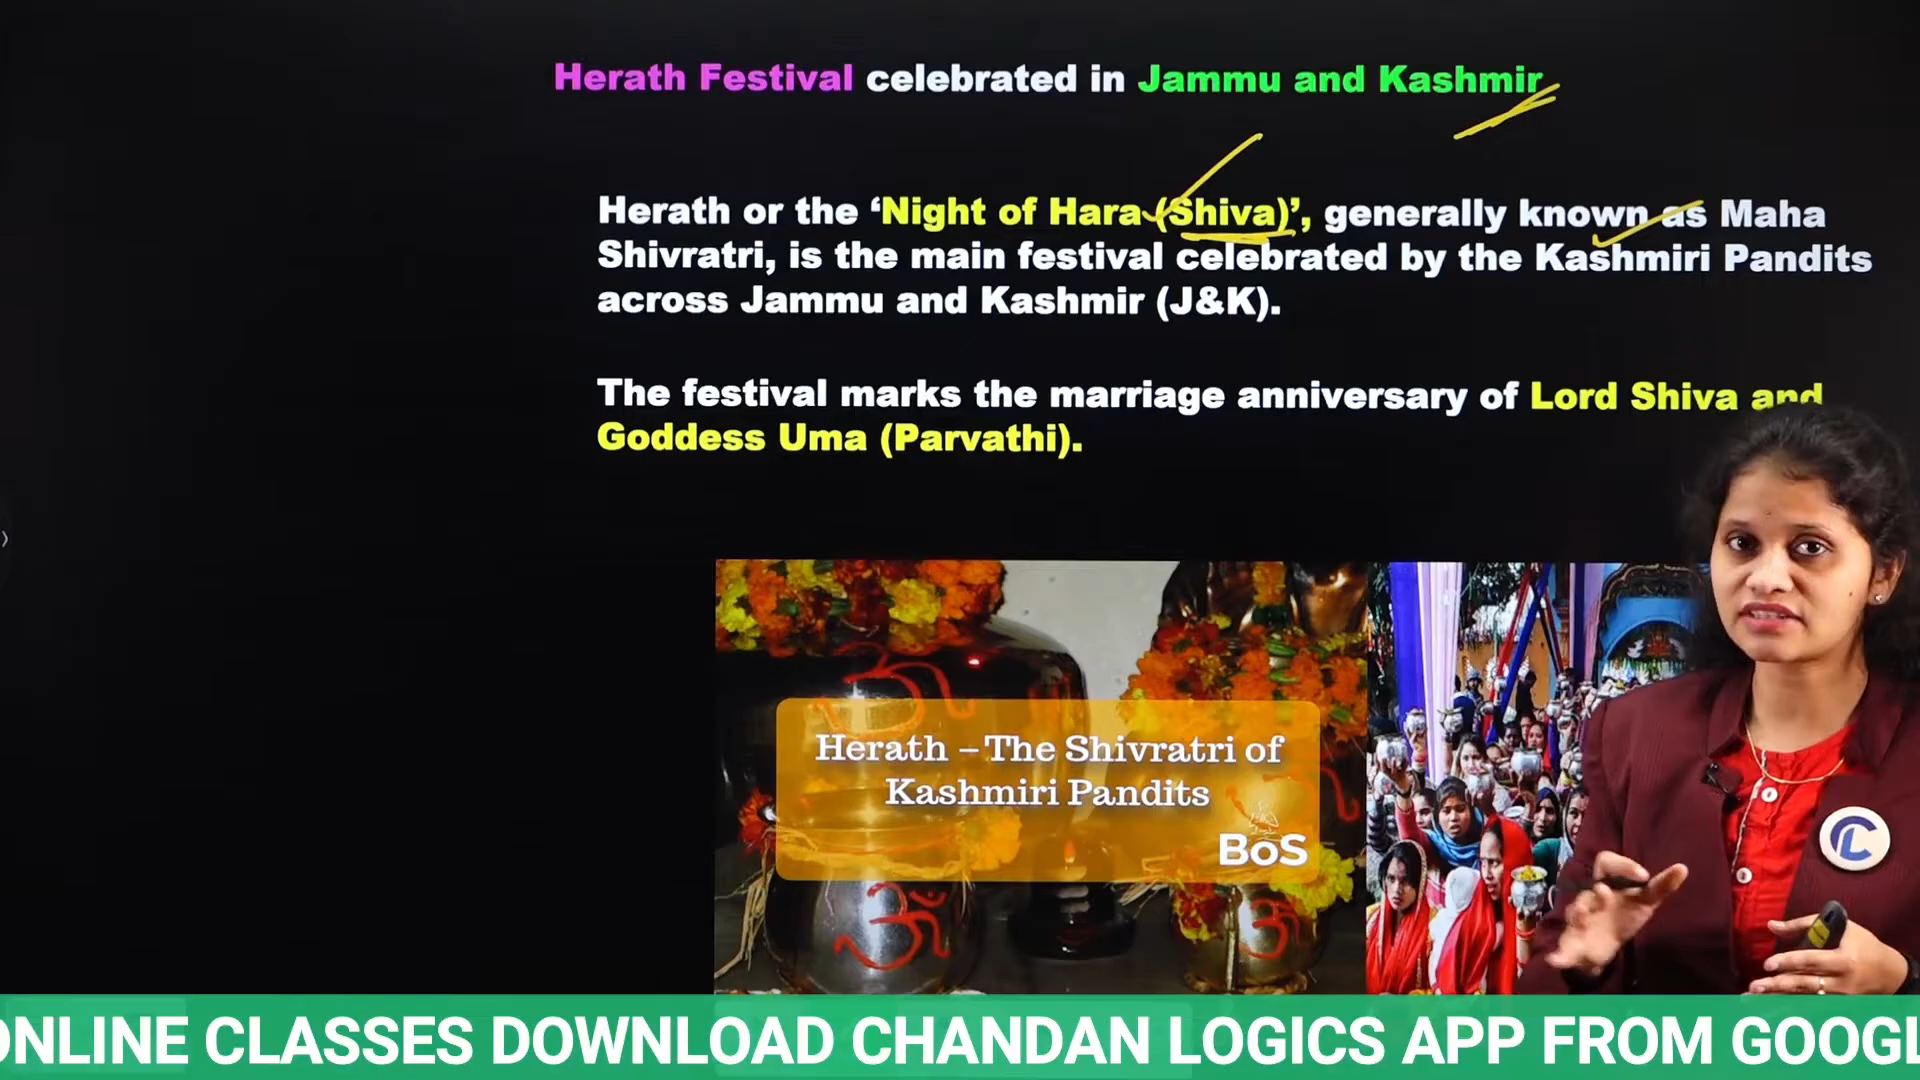 Herath Festival celebrated in Jammu and Kashmir
Herath or the ‘Night of Hara (Shiva)’, generally known as Maha
Shivratri, is the main festival celebrated by the Kashmiri Pandits
across Jammu and Kashmir (J&K).
The festival marks the marriage anniversary of Lord Shiva and
Goddess Uma (Parvathi).
ॐ
Herath – The Shivratri of
Kashmiri Pandits
BoS
ॐ
ॐ
ONLINE CLASSES DOWNLOAD CHANDAN LOGICS APP FROM GOOGL